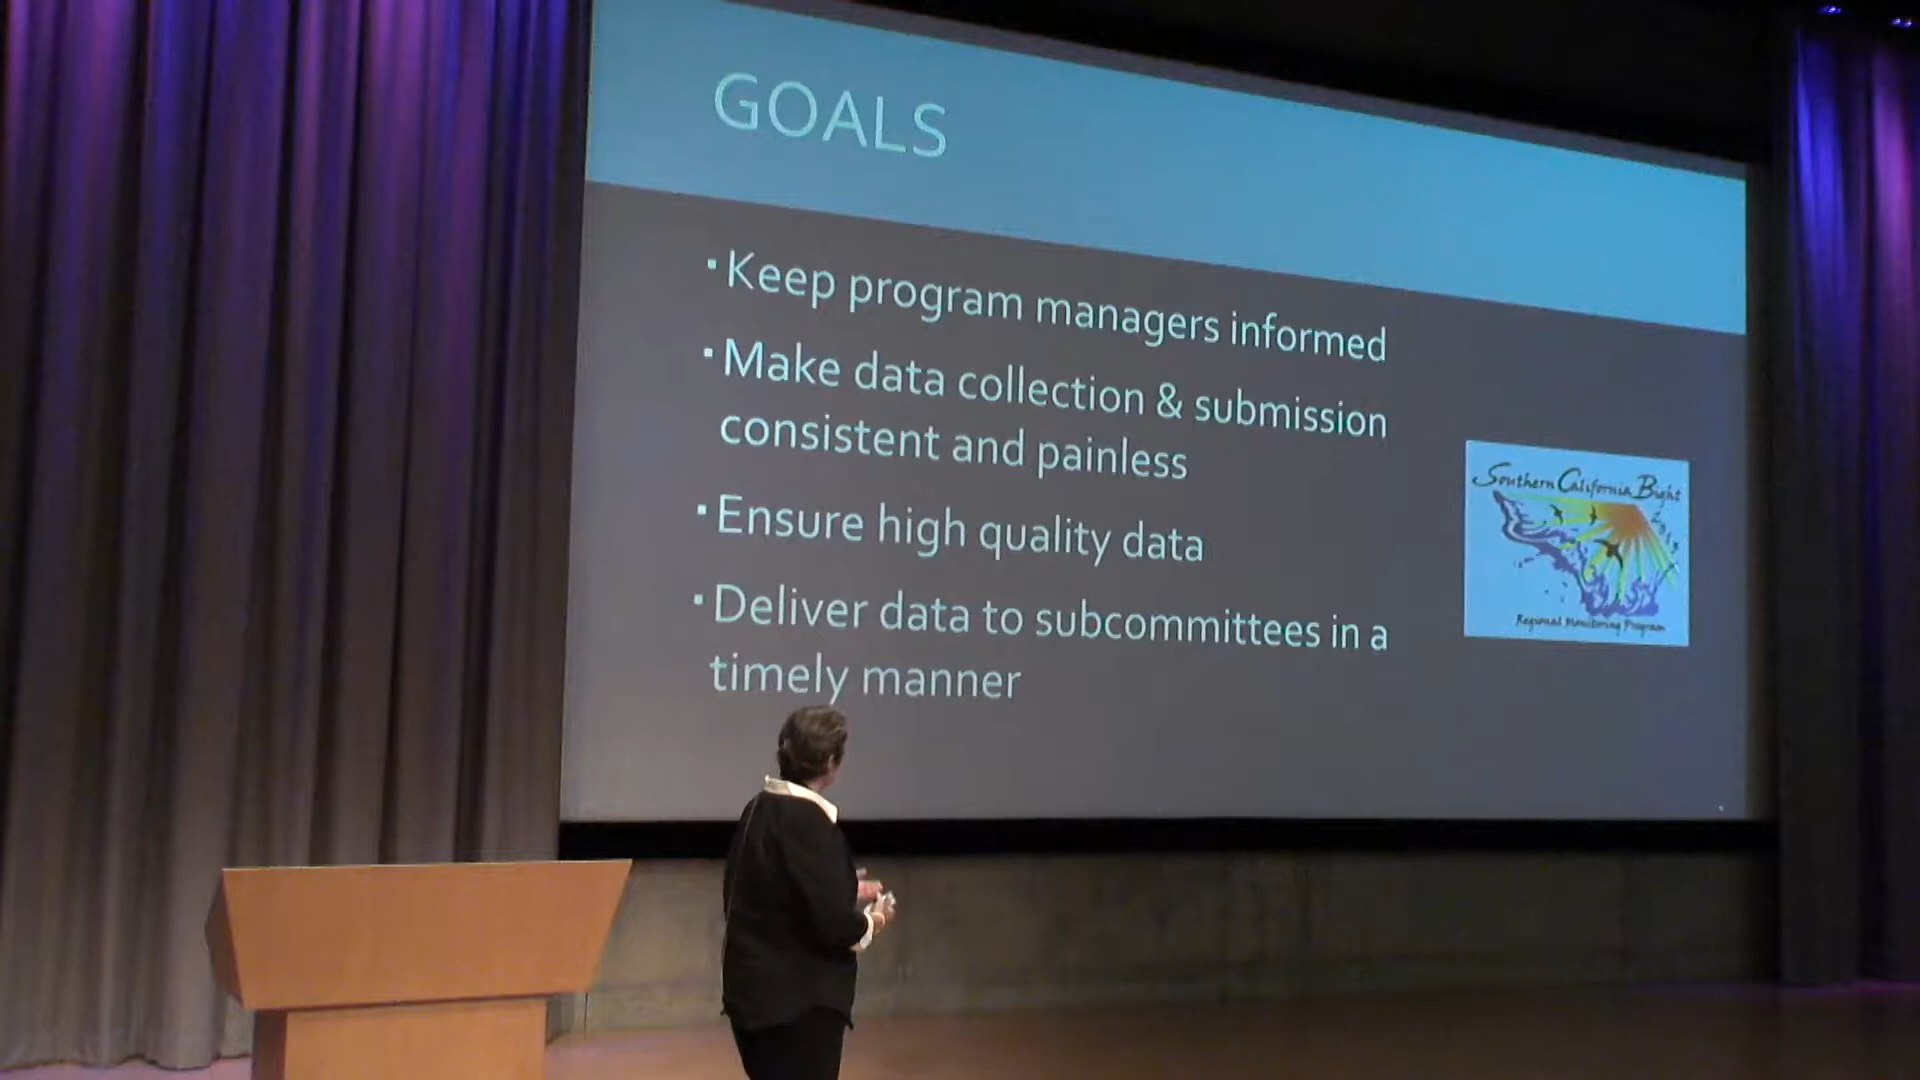 GOALS
▪ Keep program managers informed
▪ Make data collection & submission
consistent and painless
▪ Ensure high quality data
▪ Deliver data to subcommittees in a
timely manner
Southern California Bight
Regional Monitoring Program